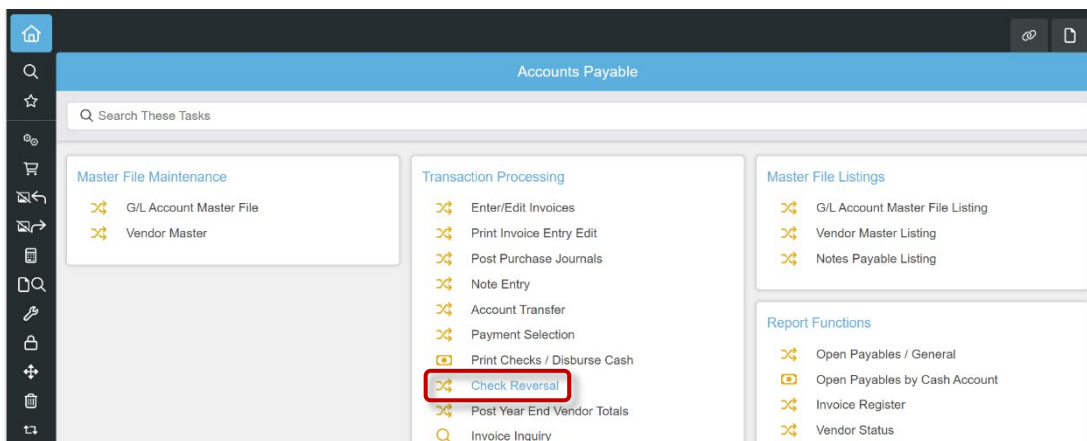 Accounts Payable
Search These Tasks
Master File Maintenance
G/L Account Master File
Vendor Master
Transaction Processing
Enter/Edit Invoices
Print Invoice Entry Edit
Post Purchase Journals
Note Entry
Account Transfer
Payment Selection
Print Checks / Disburse Cash
Check Reversal
Post Year End Vendor Totals
Invoice Inquiry
Master File Listings
G/L Account Master File Listing
Vendor Master Listing
Notes Payable Listing
Report Functions
Open Payables / General
Open Payables by Cash Account
Invoice Register
Vendor Status